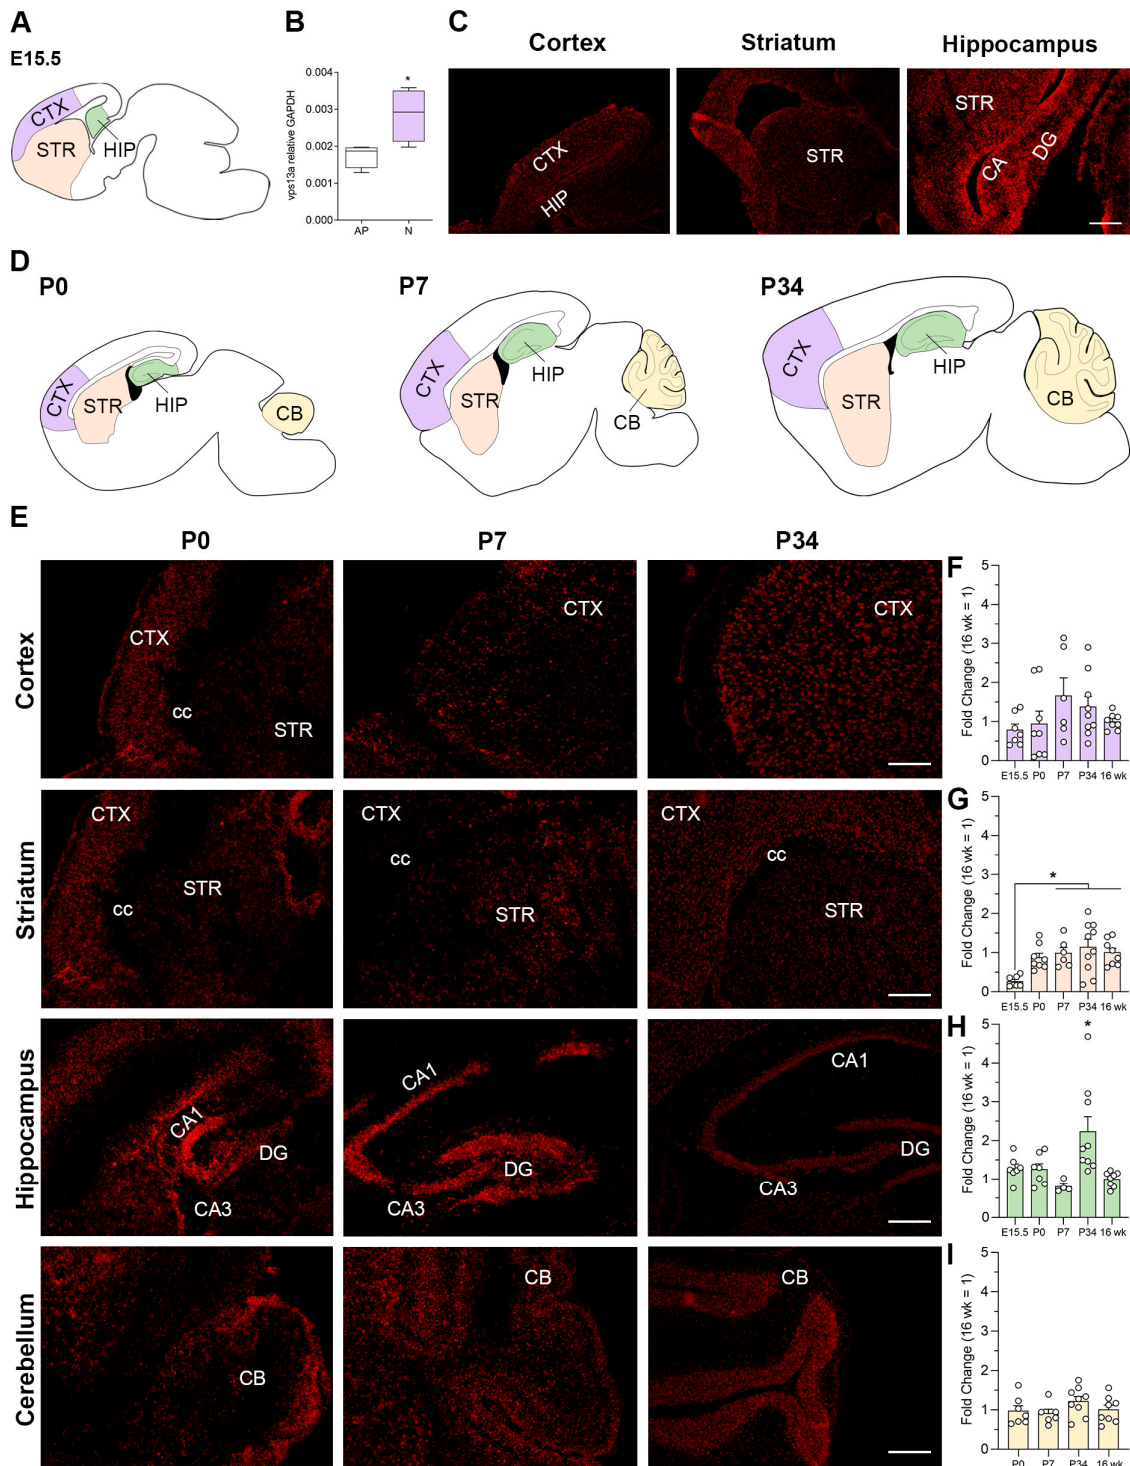 A
E15.5
CTX
STR
HIP
B
vps13a relative GAPDH
0.004
0.003
0.002
0.001
0.000
*
AP
N
C
Cortex
Striatum
Hippocampus
CTX
HIP
STR
STR
CA
DG
D
P0
P7
P34
CTX
STR
HIP
CB
CTX
STR
HIP
CB
CTX
STR
HIP
CB
E
P0
P7
P34
Cortex
CTX
cc
STR
CTX
CTX
Striatum
CTX
cc
STR
CTX
cc
STR
CTX
cc
STR
Hippocampus
CA1
DG
CA3
CA1
DG
CA3
CA1
DG
CA3
Cerebellum
CB
CB
CB
F
Fold Change (16 wk = 1)
5
4
3
2
1
0
E15.5 P0 P7 P34 16 wk
G
Fold Change (16 wk = 1)
5
4
3
2
1
0
*
E15.5 P0 P7 P34 16 wk
H
Fold Change (16 wk = 1)
5
4
3
2
1
0
*
E15.5 P0 P7 P34 16 wk
I
Fold Change (16 wk = 1)
5
4
3
2
1
0
P0 P7 P34 16 wk